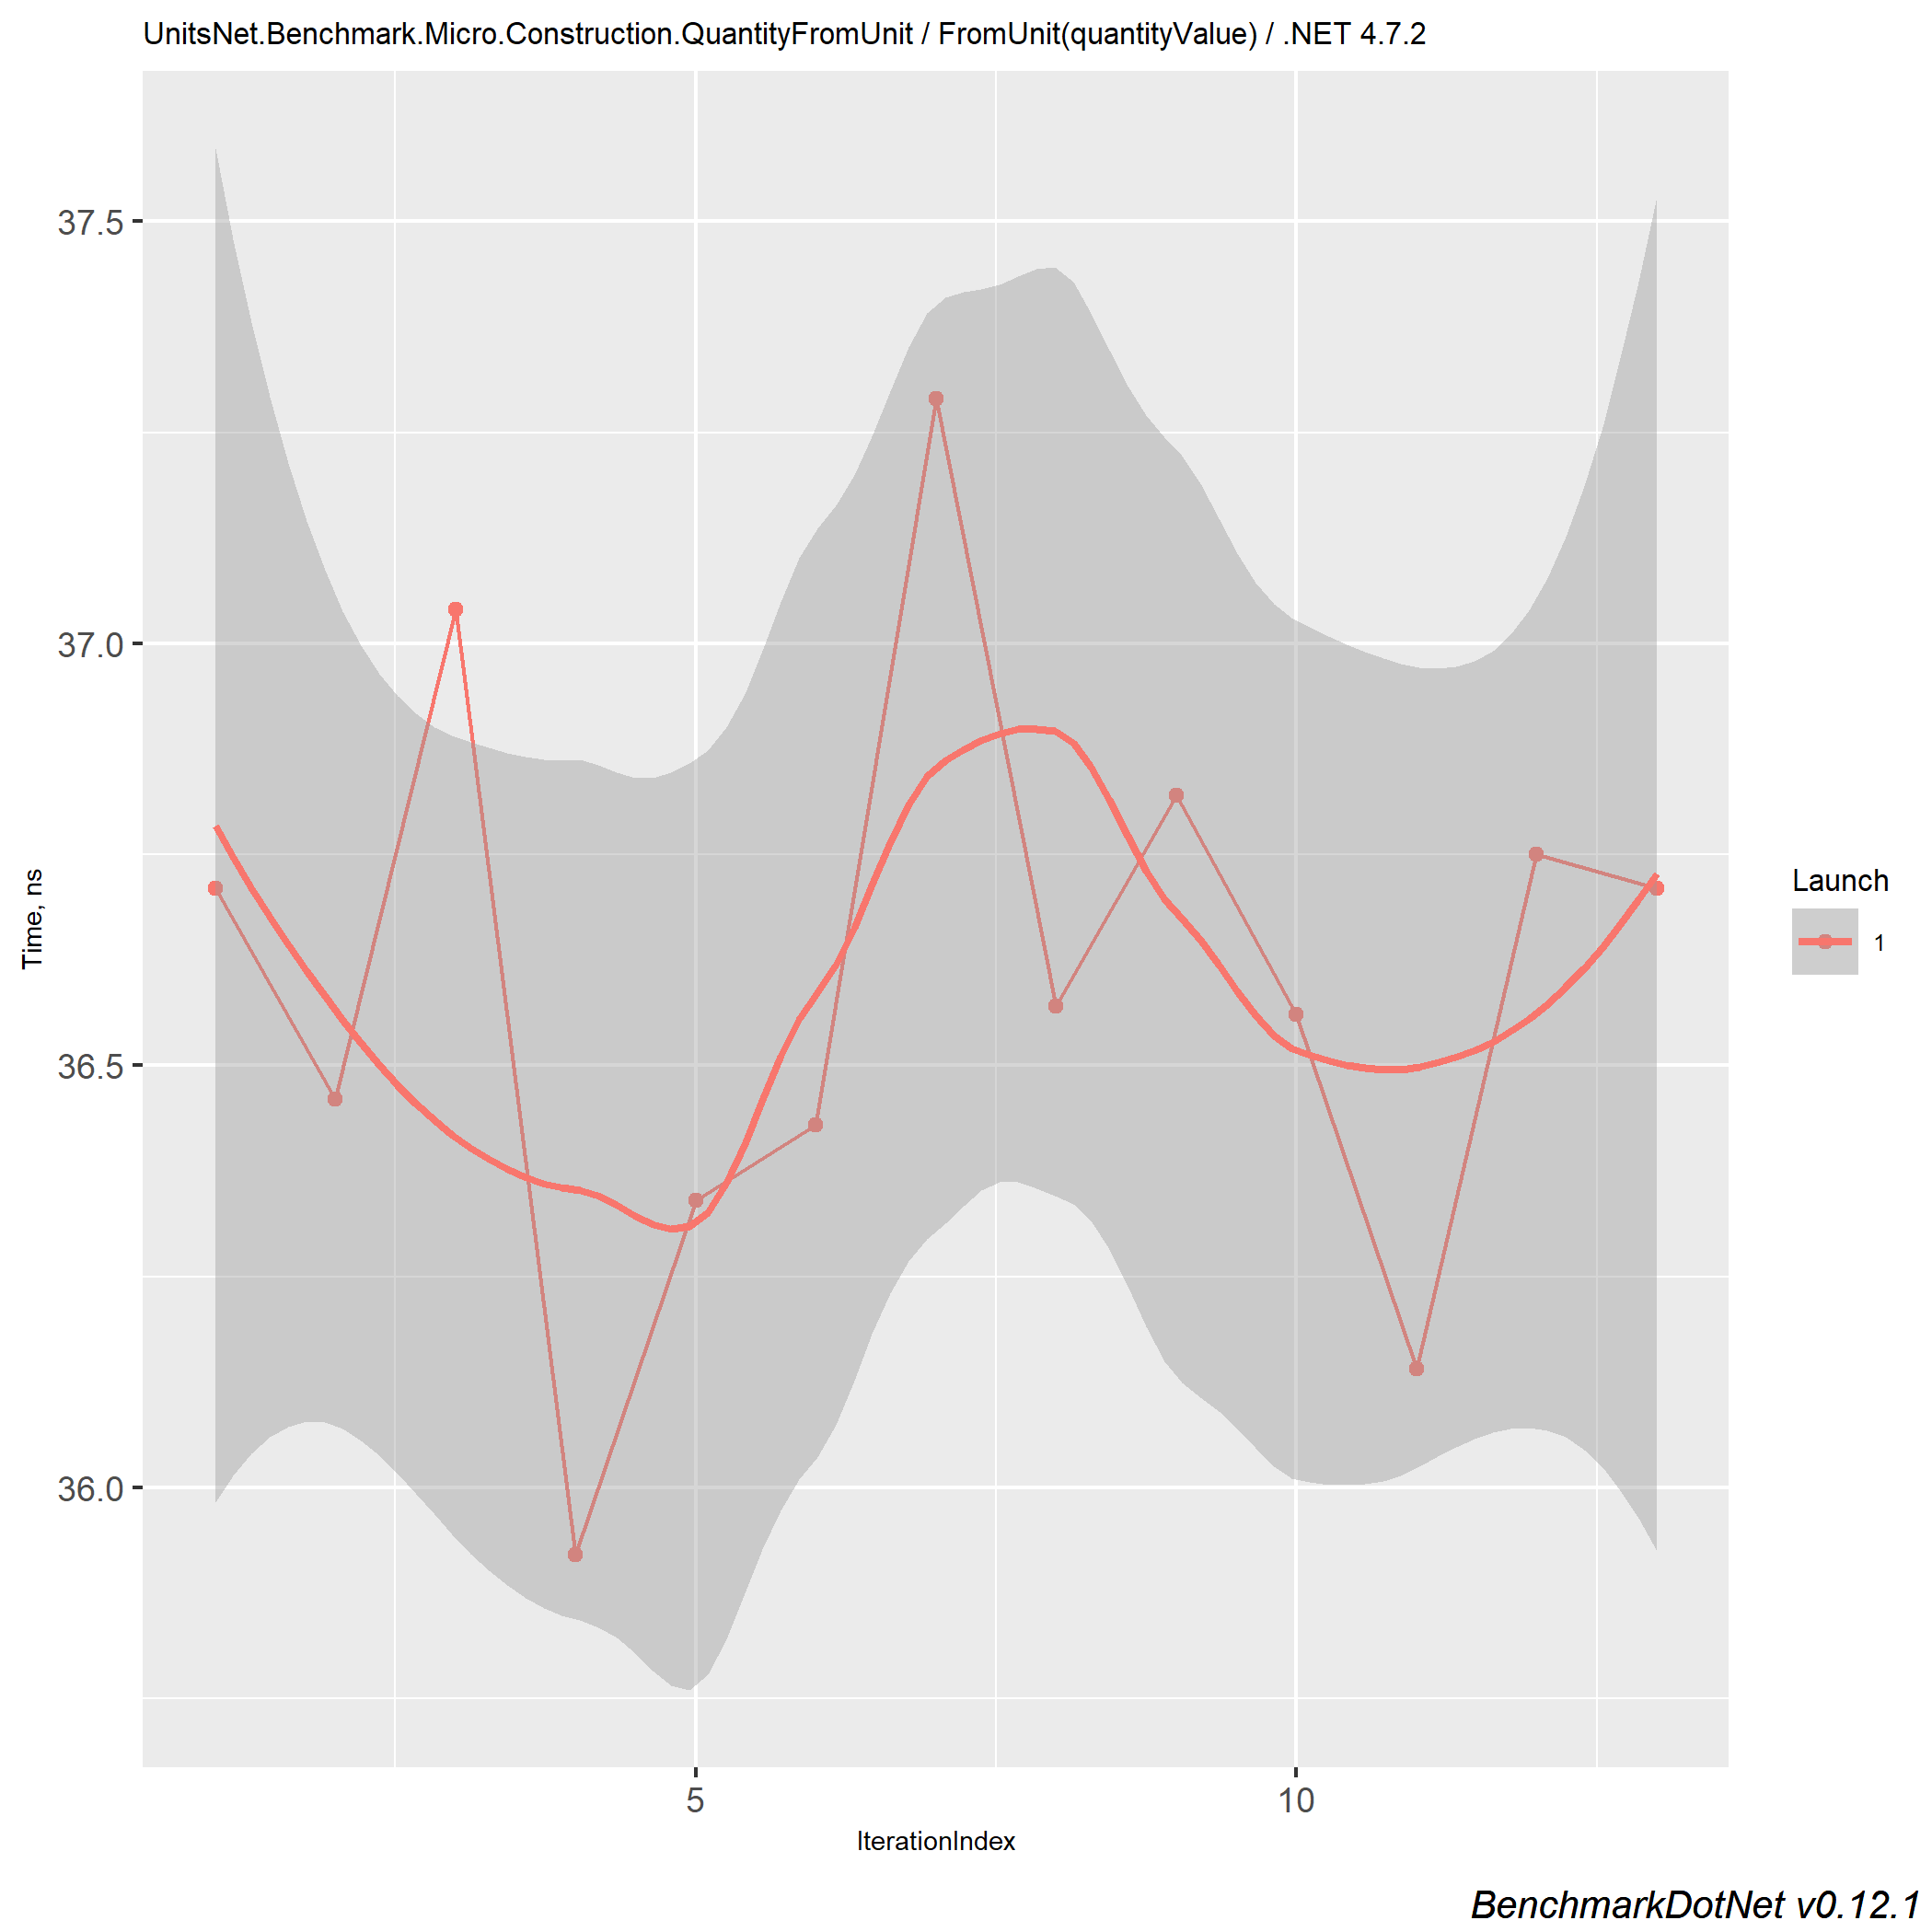 UnitsNet.Benchmark.Micro.Construction.QuantityFromUnit / FromUnit(quantityValue) / .NET 4.7.2
37.5
37.0
36.5
36.0
Time, ns
5
10
IterationIndex
Launch
1
BenchmarkDotNet v0.12.1